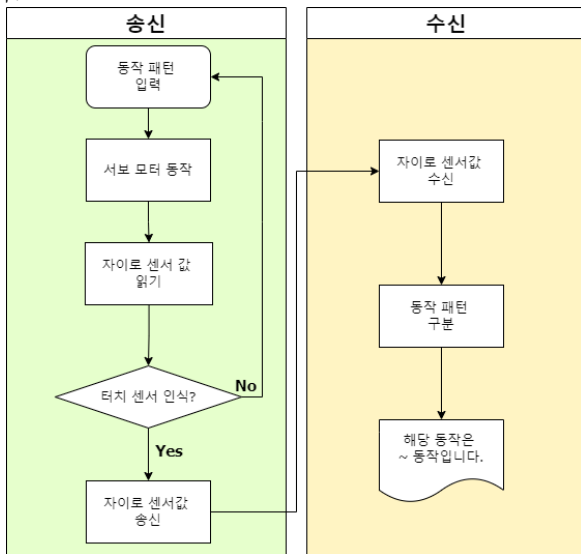 송신
동작 패턴
입력
서보 모터 동작
자이로 센서 값
읽기
터치 센서 인식?
No
Yes
자이로 센서값
송신
수신
자이로 센서값
수신
동작 패턴
구분
해당 동작은
~ 동작입니다.